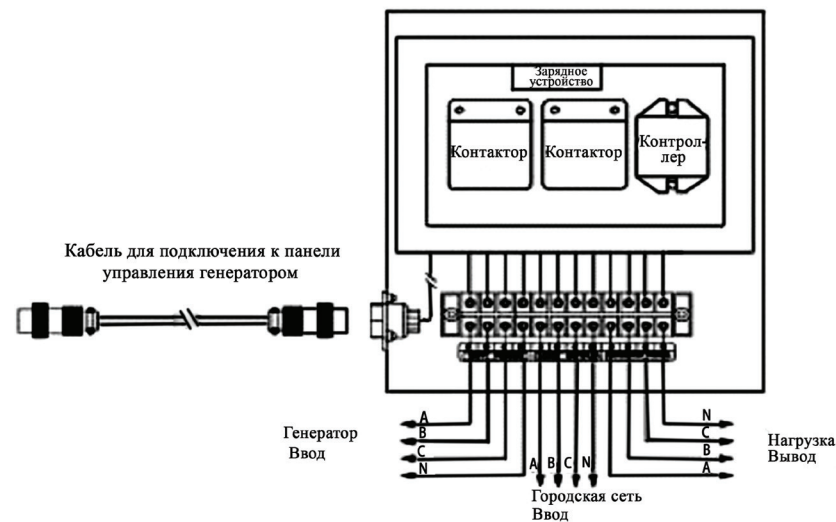 Зарядное
устройство
Контактор
Контактор
Контрол-
лер
Кабель для подключения к панели
управления генератором
Генератор
Ввод
A
B
C
N
A B C N
Городская сеть
Ввод
N
C
B
A
Нагрузка
Вывод